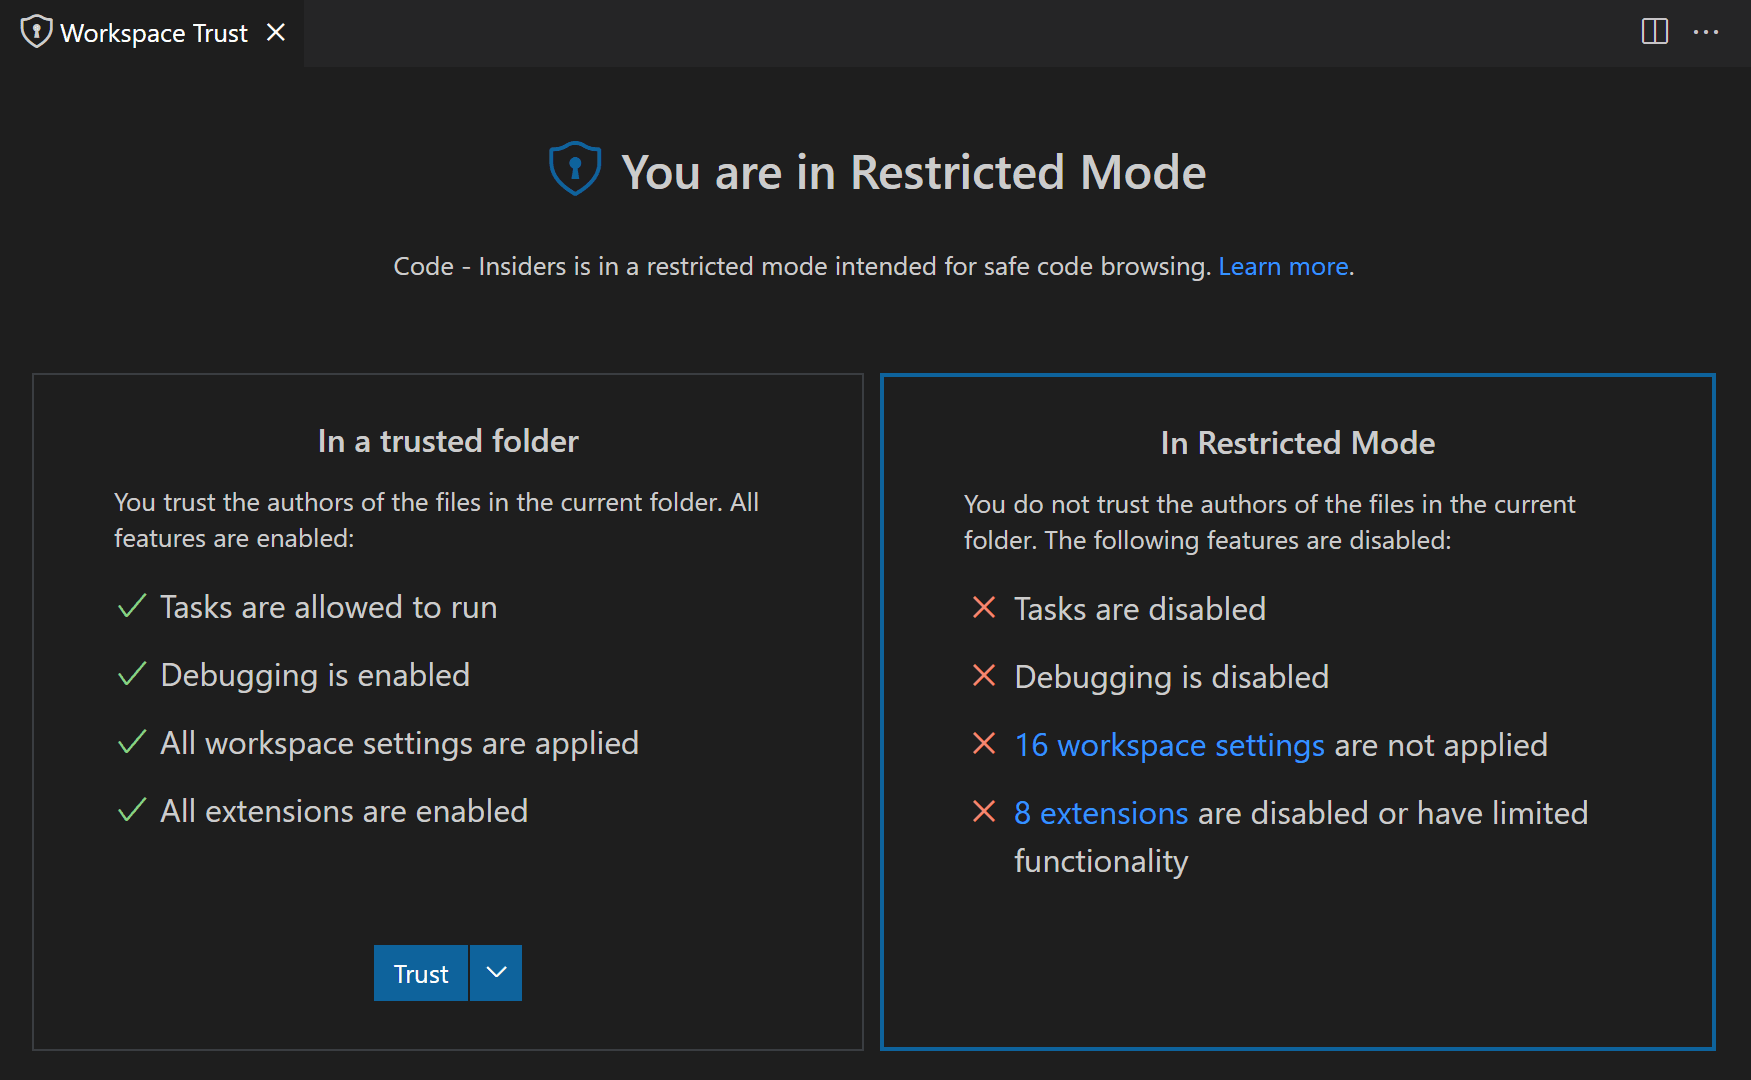 Workspace Trust
You are in Restricted Mode
Code - Insiders is in a restricted mode intended for safe code browsing. Learn more.
In a trusted folder
You trust the authors of the files in the current folder. All
features are enabled:
Tasks are allowed to run
Debugging is enabled
All workspace settings are applied
All extensions are enabled
Trust
In Restricted Mode
You do not trust the authors of the files in the current
folder. The following features are disabled:
Tasks are disabled
Debugging is disabled
16 workspace settings are not applied
8 extensions are disabled or have limited
functionality